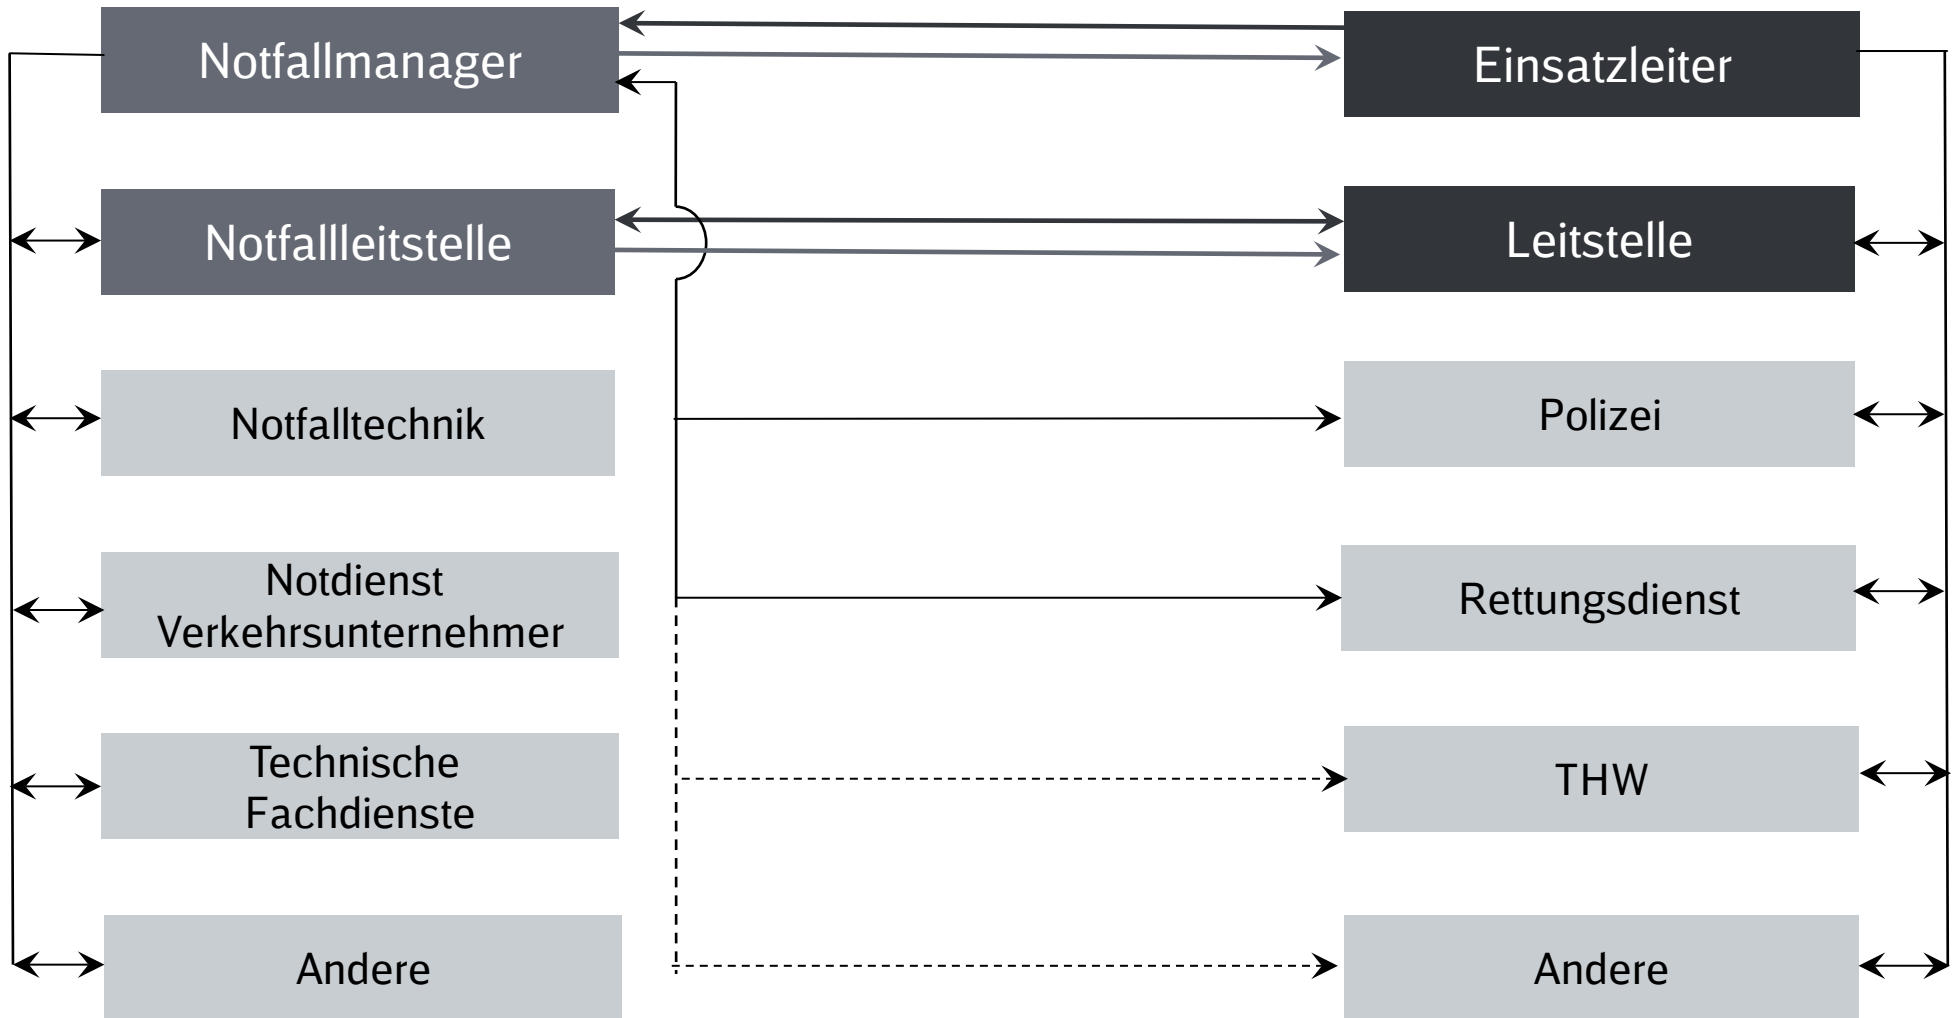 Notfallmanager
Einsatzleiter
Notfallleitstelle
Leitstelle
Notfalltechnik
Polizei
Notdienst
Verkehrsunternehmer
Rettungsdienst
Technische
Fachdienste
THW
Andere
Andere